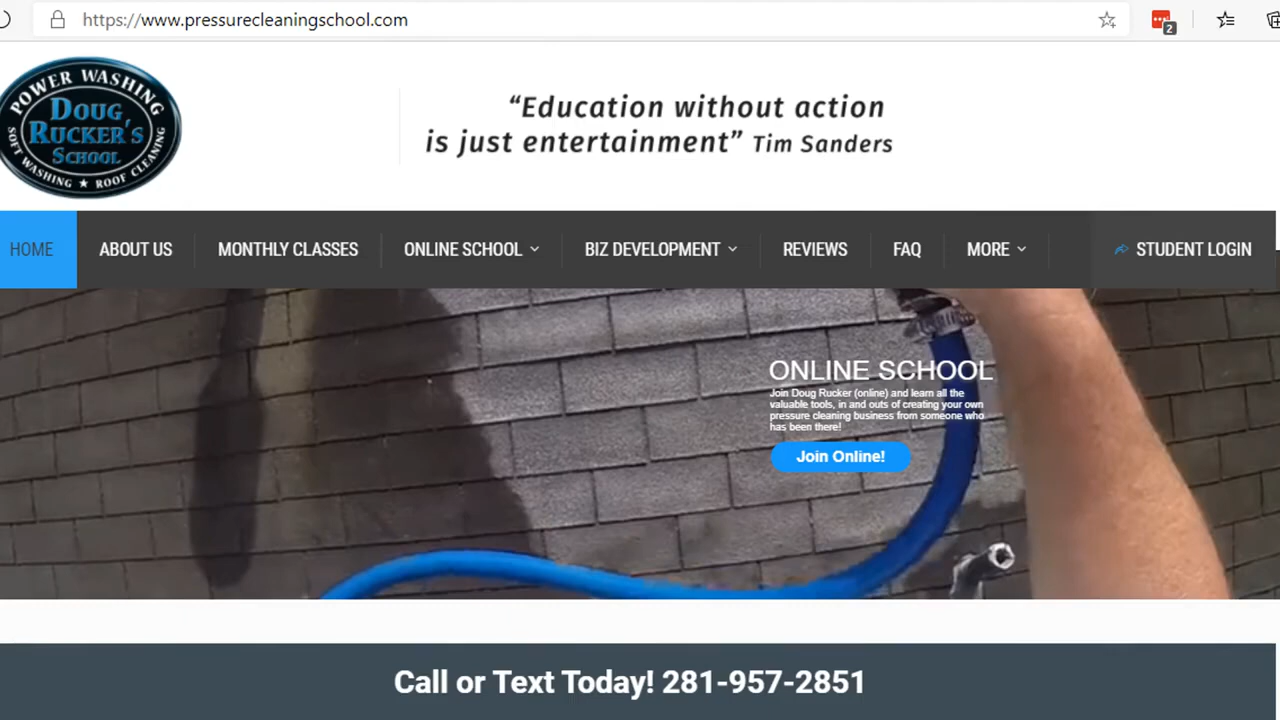 https://www.pressurecleaningschool.com
2
POWER WASHING
DOUG
RUCKER'S
SCHOOL
SOFT WASHING ★ ROOF CLEANING
“Education without action
is just entertainment” Tim Sanders
HOME ABOUT US MONTHLY CLASSES ONLINE SCHOOL BIZ DEVELOPMENT REVIEWS FAQ MORE STUDENT LOGIN
ONLINE SCHOOL
Join Doug Rucker (online) and learn all the
valuable tools, in and outs of creating your own
pressure cleaning business from someone who
has been there!
Join Online!
Call or Text Today! 281-957-2851